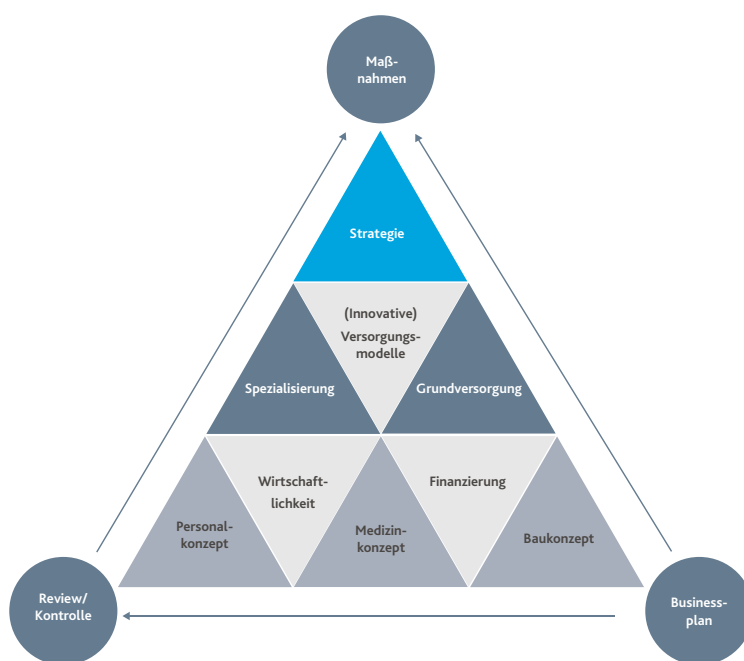 Maß-
nahmen
Strategie
(Innovative)
Versorgungs-
modelle
Spezialisierung
Grundversorgung
Wirtschaft-
lichkeit
Finanzierung
Personal-
konzept
Medizin-
konzept
Baukonzept
Review/
Kontrolle
Business-
plan